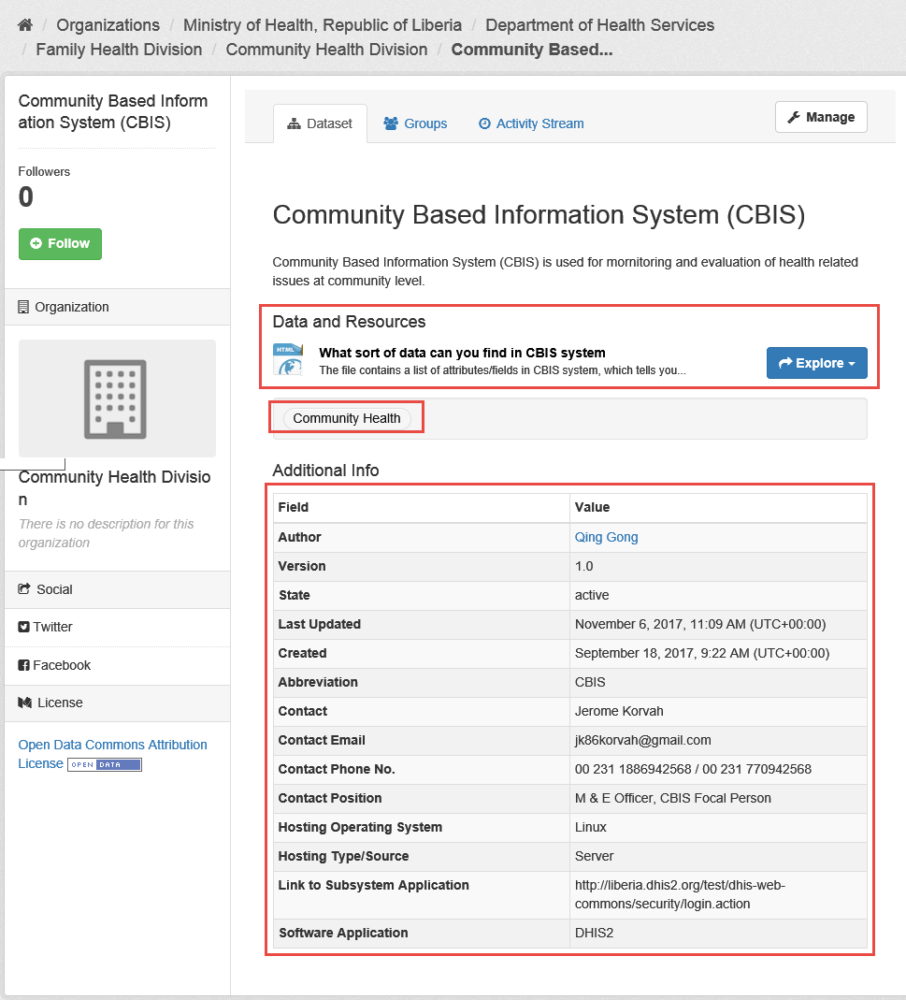 / Organizations / Ministry of Health, Republic of Liberia / Department of Health Services
/ Family Health Division / Community Health Division / Community Based...
Community Based Inform
ation System (CBIS)
Followers
0
Follow
Organization
Community Health Divisio
n
There is no description for this
organization
Social
Twitter
Facebook
License
Open Data Commons Attribution
License OPEN DATA
Dataset Groups Activity Stream Manage
Community Based Information System (CBIS)
Community Based Information System (CBIS) is used for mornitoring and evaluation of health related
issues at community level.
Data and Resources
HTML
What sort of data can you find in CBIS system
The file contains a list of attributes/fields in CBIS system, which tells you...
Explore
Community Health
Additional Info
Field Value
Author Qing Gong
Version 1.0
State active
Last Updated November 6, 2017, 11:09 AM (UTC+00:00)
Created September 18, 2017, 9:22 AM (UTC+00:00)
Abbreviation CBIS
Contact Jerome Korvah
Contact Email jk86korvah@gmail.com
Contact Phone No. 00 231 1886942568 / 00 231 770942568
Contact Position M & E Officer, CBIS Focal Person
Hosting Operating System Linux
Hosting Type/Source Server
Link to Subsystem Application http://liberia.dhis2.org/test/dhis-web-
commons/security/login.action
Software Application DHIS2